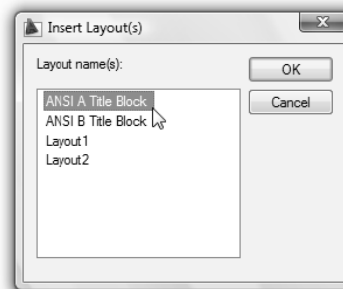 Insert Layout(s)
Layout name(s):
OK
Cancel
ANSI A Title Block
ANSI B Title Block
Layout1
Layout2